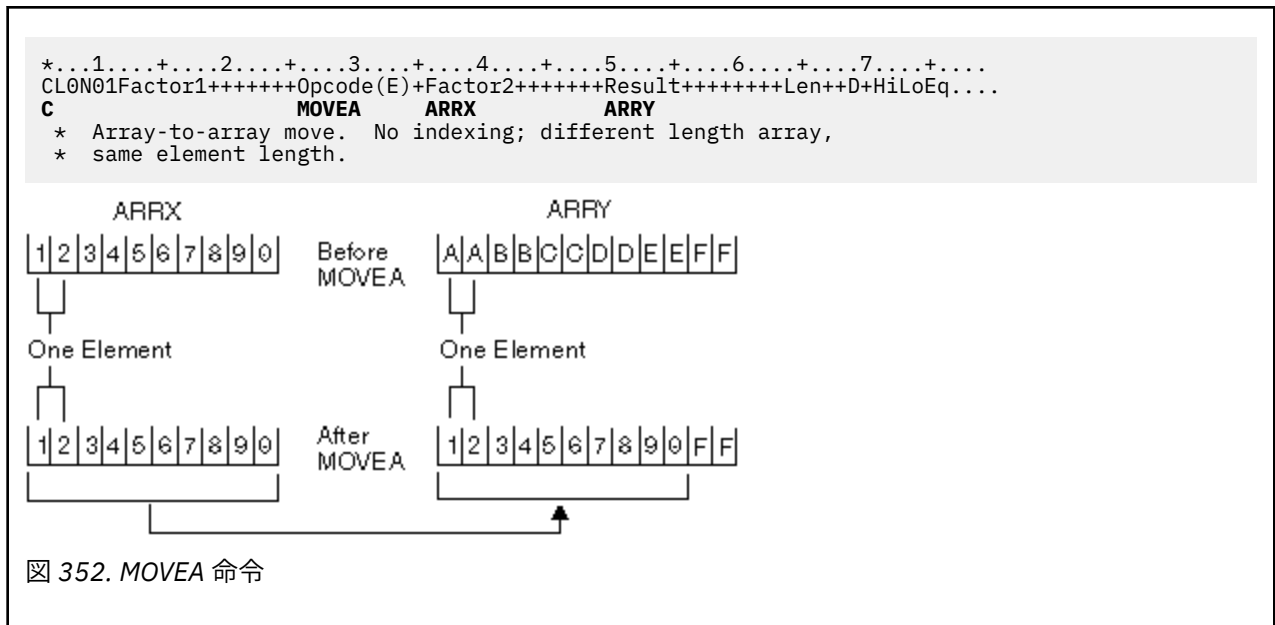 *...1....+....2....+....3....+....4....+....5....+....6....+....7....+....
CL0N01Factor1+++++++Opcode(E)+Factor2+++++++Result++++++++Len++D+HiLoEq....
C                   MOVEA     ARRX          ARRY
 *  Array-to-array move.  No indexing; different length array,
 *  same element length.
ARRX ARRY
1 2 3 4 5 6 7 8 9 0 Before MOVEA A A B B C C D D E E F F
One Element One Element
1 2 3 4 5 6 7 8 9 0 After MOVEA 1 2 3 4 5 6 7 8 9 0 F F
図 352. MOVEA 命令